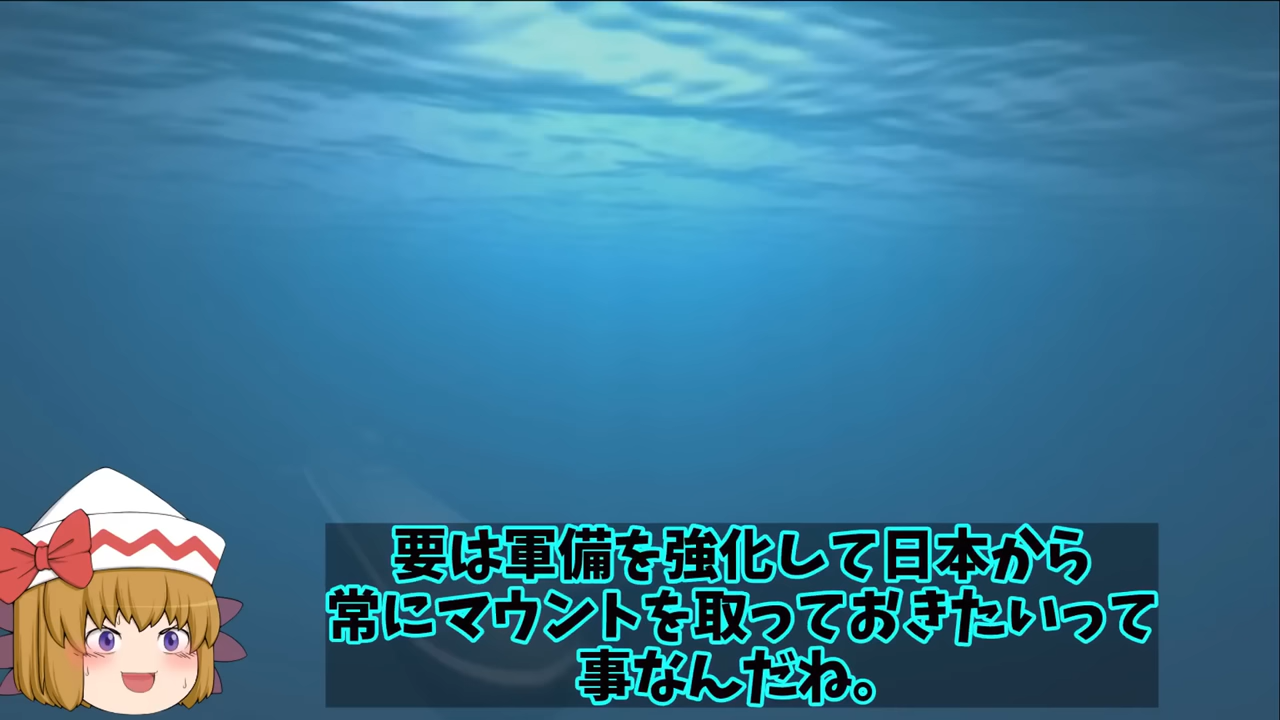 要は軍備を強化して日本から
常にマウントを取っておきたいって
事なんだね。